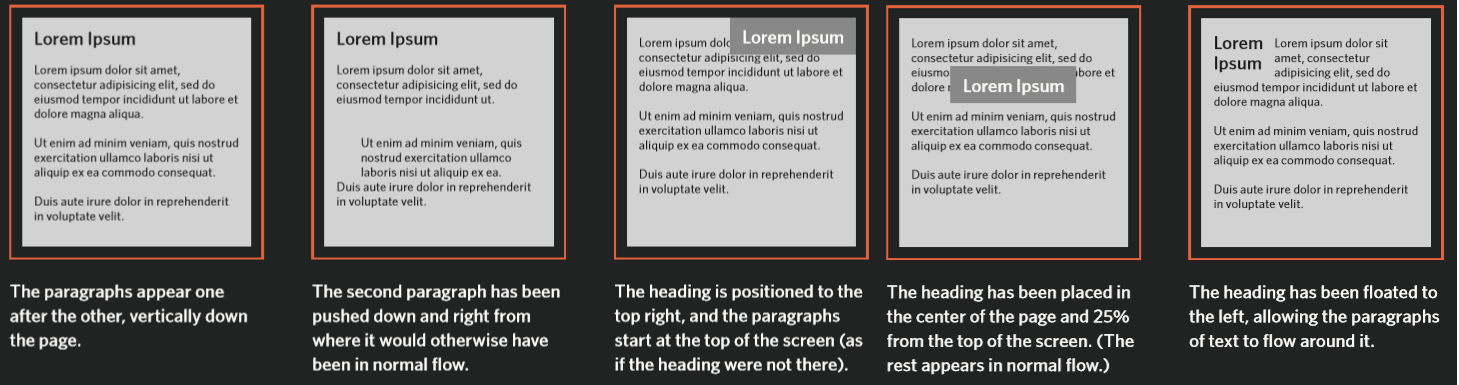 Lorem Ipsum
Lorem ipsum dolor sit amet,
consectetur adipisicing elit, sed do
eiusmod tempor incididunt ut labore et
dolore magna aliqua.
Ut enim ad minim veniam, quis nostrud
exercitation ullamco laboris nisi ut
aliquip ex ea commodo consequat.
Duis aute irure dolor in reprehenderit
in voluptate velit.
The paragraphs appear one
after the other, vertically down
the page.
Lorem Ipsum
Lorem ipsum dolor sit amet,
consectetur adipisicing elit, sed do
eiusmod tempor incididunt ut.
Ut enim ad minim veniam, quis
nostrud exercitation ullamco
laboris nisi ut aliquip ex ea.
Duis aute irure dolor in reprehenderit
in voluptate velit.
The second paragraph has been
pushed down and right from
where it would otherwise have
been in normal flow.
Lorem Ipsum
Lorem ipsum
consectetur adipisicing elit, sed do
eiusmod tempor incididunt ut labore et
dolore magna aliqua.
Ut enim ad minim veniam, quis nostrud
exercitation ullamco laboris nisi ut
aliquip ex ea commodo consequat.
Duis aute irure dolor in reprehenderit
in voluptate velit.
The heading is positioned to the
top right, and the paragraphs
start at the top of the screen (as
if the heading were not there).
Lorem ipsum dolor sit amet,
consectetur adipisicing elit, sed do
et
dolore
Lorem Ipsum
Ut enim ad minim veniam, quis nostrud
exercitation ullamco laboris nisi ut
aliquip ex ea commodo consequat.
Duis aute irure dolor in reprehenderit
in voluptate velit.
The heading has been placed in
the center of the page and 25%
from the top of the screen. (The
rest appears in normal flow.)
Lorem
Ipsum
Lorem ipsum dolor sit
amet, consectetur
adipisicing elit, sed do
eiusmod tempor incididunt ut labore et
dolore magna aliqua.
Ut enim ad minim veniam, quis nostrud
exercitation ullamco laboris nisi ut
aliquip ex ea commodo consequat.
Duis aute irure dolor in reprehenderit
in voluptate velit.
The heading has been floated to
the left, allowing the paragraphs
of text to flow around it.